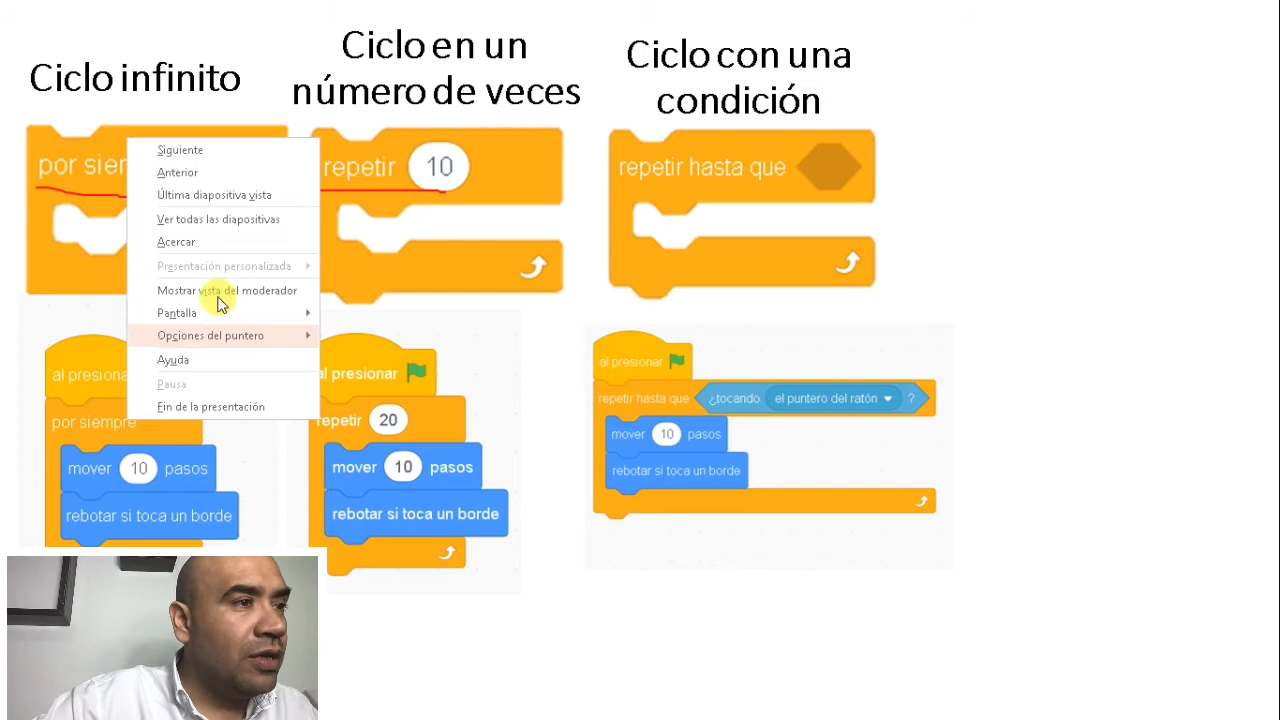 Ciclo infinito
Ciclo en un
número de veces
Ciclo con una
condición
por siem
repetir 10
repetir hasta que
Siguiente
Anterior
Última diapositiva vista
Ver todas las diapositivas
Acercar
Presentación personalizada
Mostrar vista del moderador
Pantalla
Opciones del puntero
Ayuda
Pausa
Fin de la presentación
al presiona
por siempre
mover 10 pasos
rebotar si toca un borde
al presionar
repetir 20
mover 10 pasos
rebotar si toca un borde
al presionar
repetir hasta que ¿tocando el puntero del ratón ?
mover 10 pasos
rebotar si toca un borde